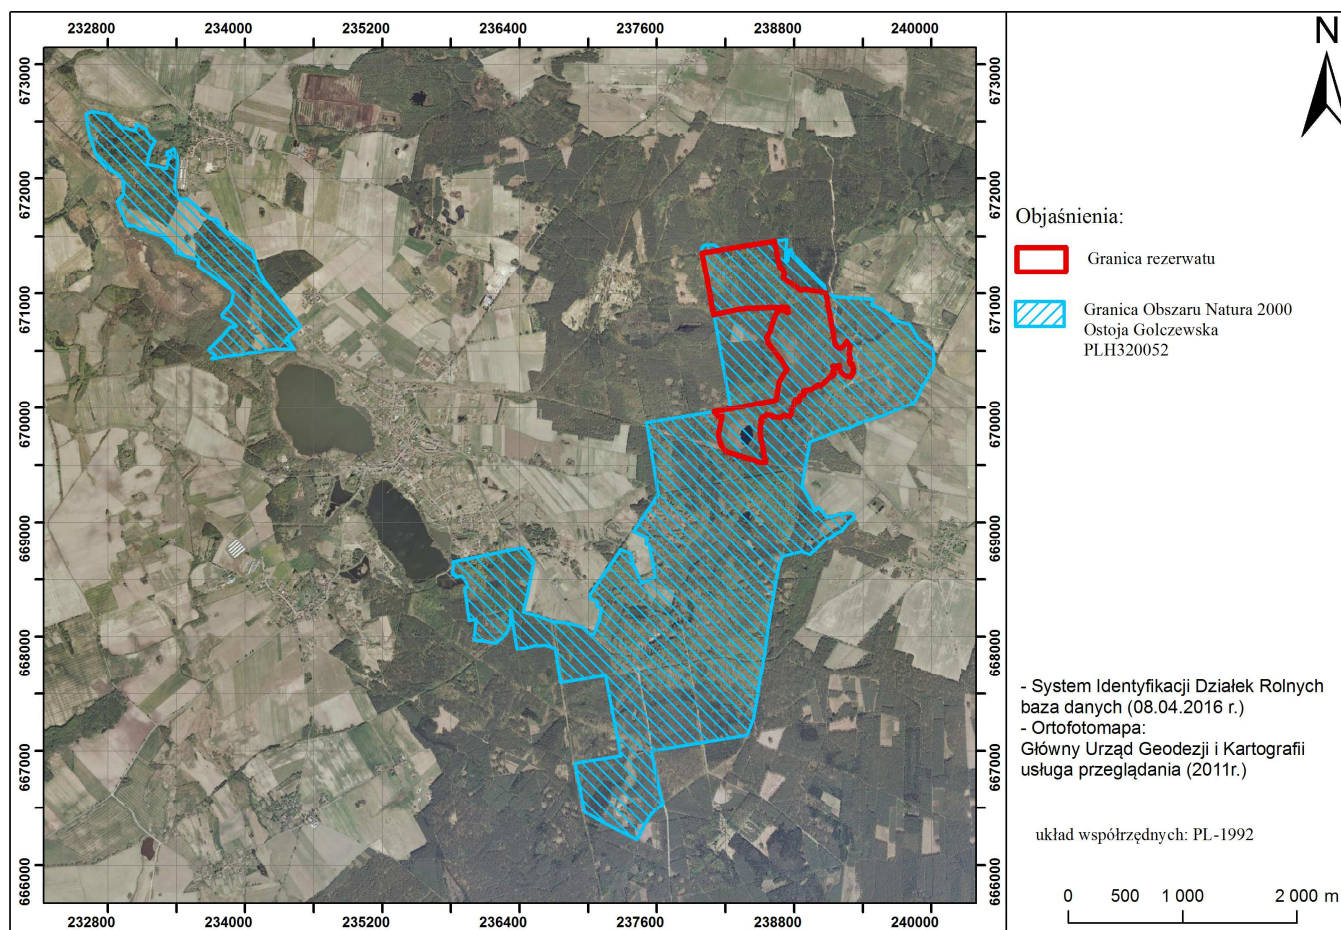 232800 234000 235200 236400 237600 238800 240000
673000 673000
672000 672000
671000 671000
670000 670000
669000 669000
668000 668000
667000 667000
666000 666000
232800 234000 235200 236400 237600 238800 240000
N
Objaśnienia:
Granica rezerwatu
Granica Obszaru Natura 2000
Ostoja Golczewska
PLH320052
- System Identyfikacji Działek Rolnych
baza danych (08.04.2016 r.)
- Ortofotomapa:
Główny Urząd Geodezji i Kartografii
usługa przeglądania (2011r.)
układ współrzędnych: PL-1992
0 500 1 000 2 000 m